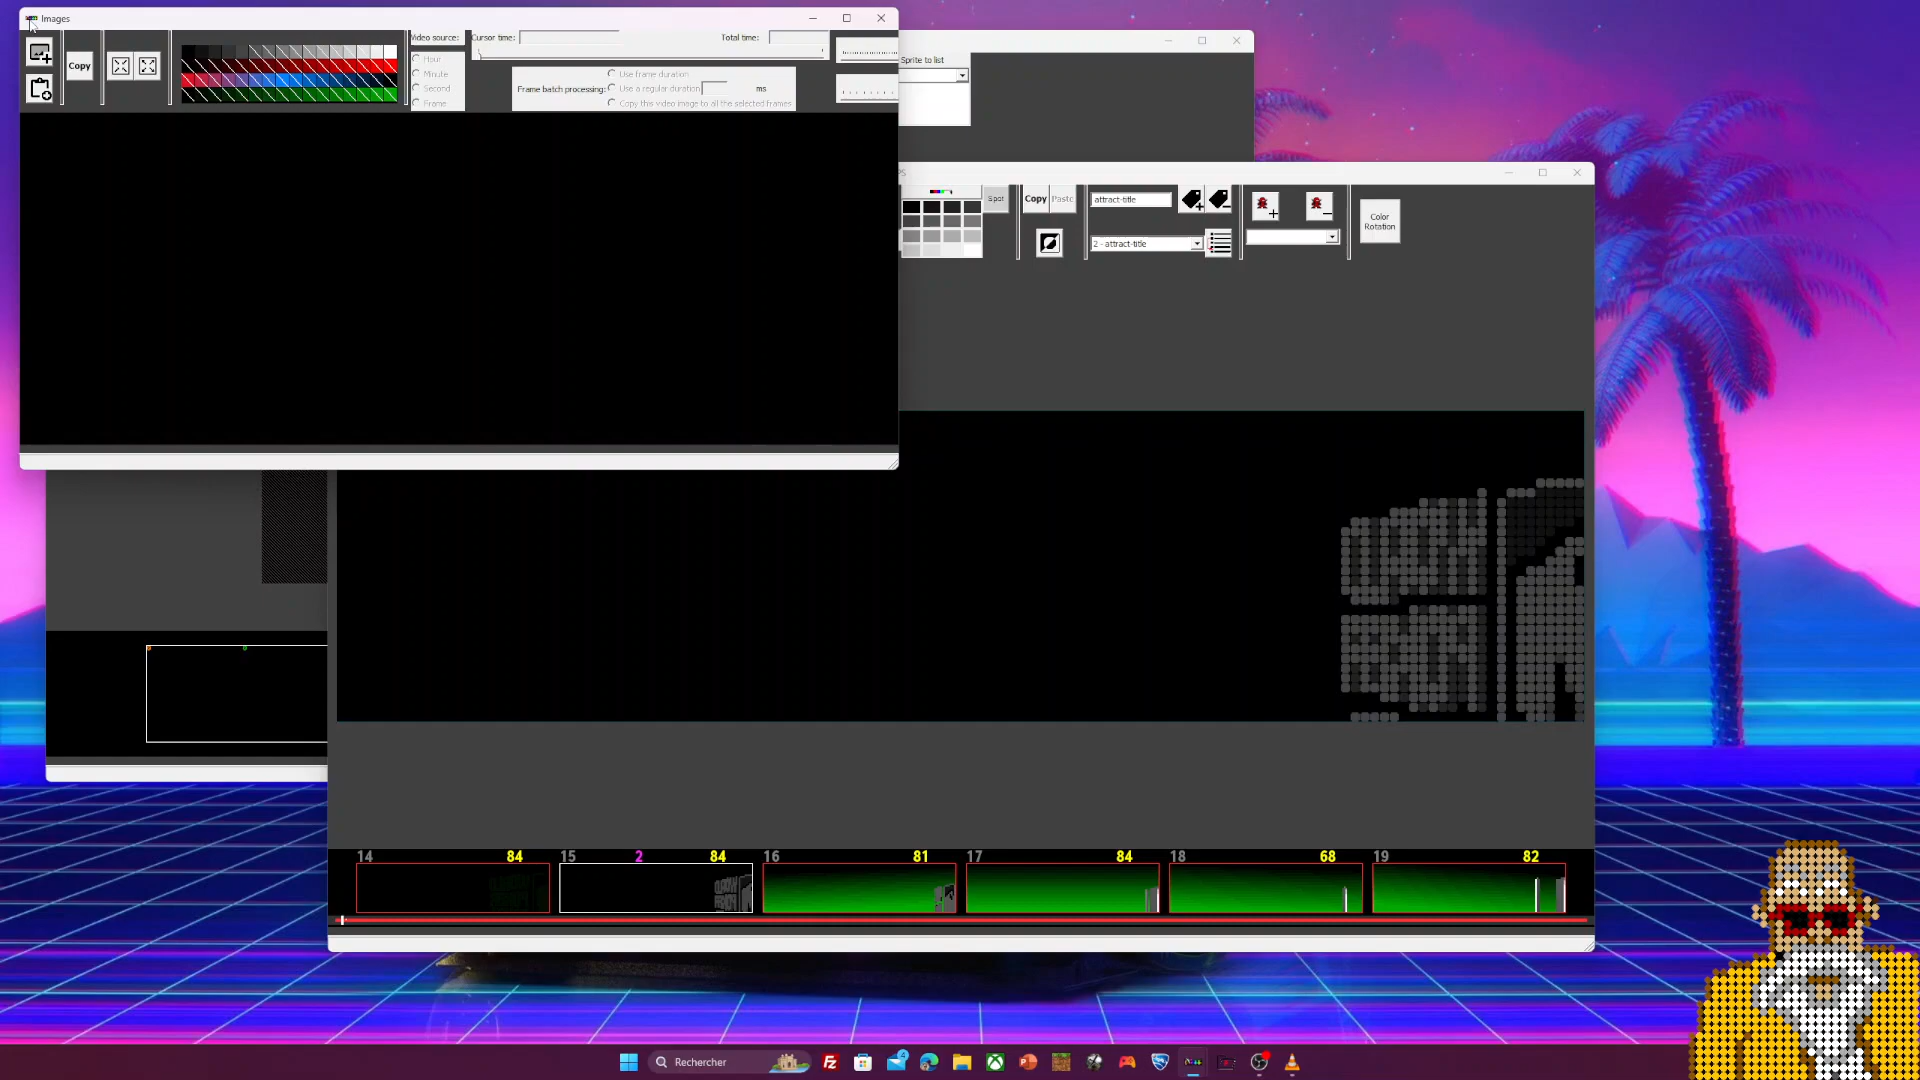 Images
Copy
Video source:
Hour
Minute
Second
Frame
Cursor time:
Total time:
Frame batch processing:
Use frame duration
Use a regular duration
ms
Copy this video image to all the selected frames
Sprite to list
Spot
Copy
Paste
attract-title
2 - attract-title
Color
Rotation
14 84
15 2 84
16 81
17 84
18 68
19 82
Rechercher